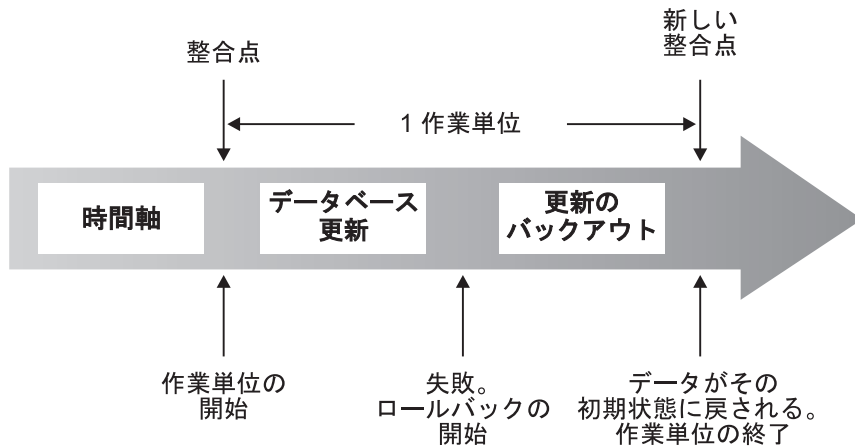 整合点
新しい
整合点
1 作業単位
時間軸
データベース
更新
更新の
バックアウト
作業単位の
開始
失敗。
ロールバックの
開始
データがその
初期状態に戻される。
作業単位の終了